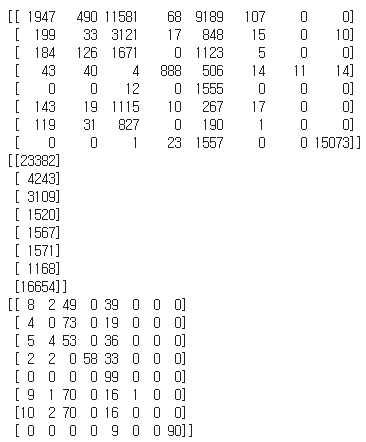 [[ 1947 490 11581 68 9189 107 0 0]
[ 199 33 3121 17 848 15 0 10]
[ 184 126 1671 0 1123 5 0 0]
[ 43 40 4 888 506 14 11 14]
[ 0 0 12 0 1555 0 0 0]
[ 143 19 1115 10 267 17 0 0]
[ 119 31 827 0 190 1 0 0]
[ 0 0 1 23 1557 0 0 15073]]
[[23382]
[ 4243]
[ 3109]
[ 1520]
[ 1567]
[ 1571]
[ 1168]
[16654]]
[[ 8 2 49 0 39 0 0 0]
[ 4 0 73 0 19 0 0 0]
[ 5 4 53 0 36 0 0 0]
[ 2 2 0 58 33 0 0 0]
[ 0 0 0 0 99 0 0 0]
[ 9 1 70 0 16 1 0 0]
[10 2 70 0 16 0 0 0]
[ 0 0 0 0 9 0 0 90]]